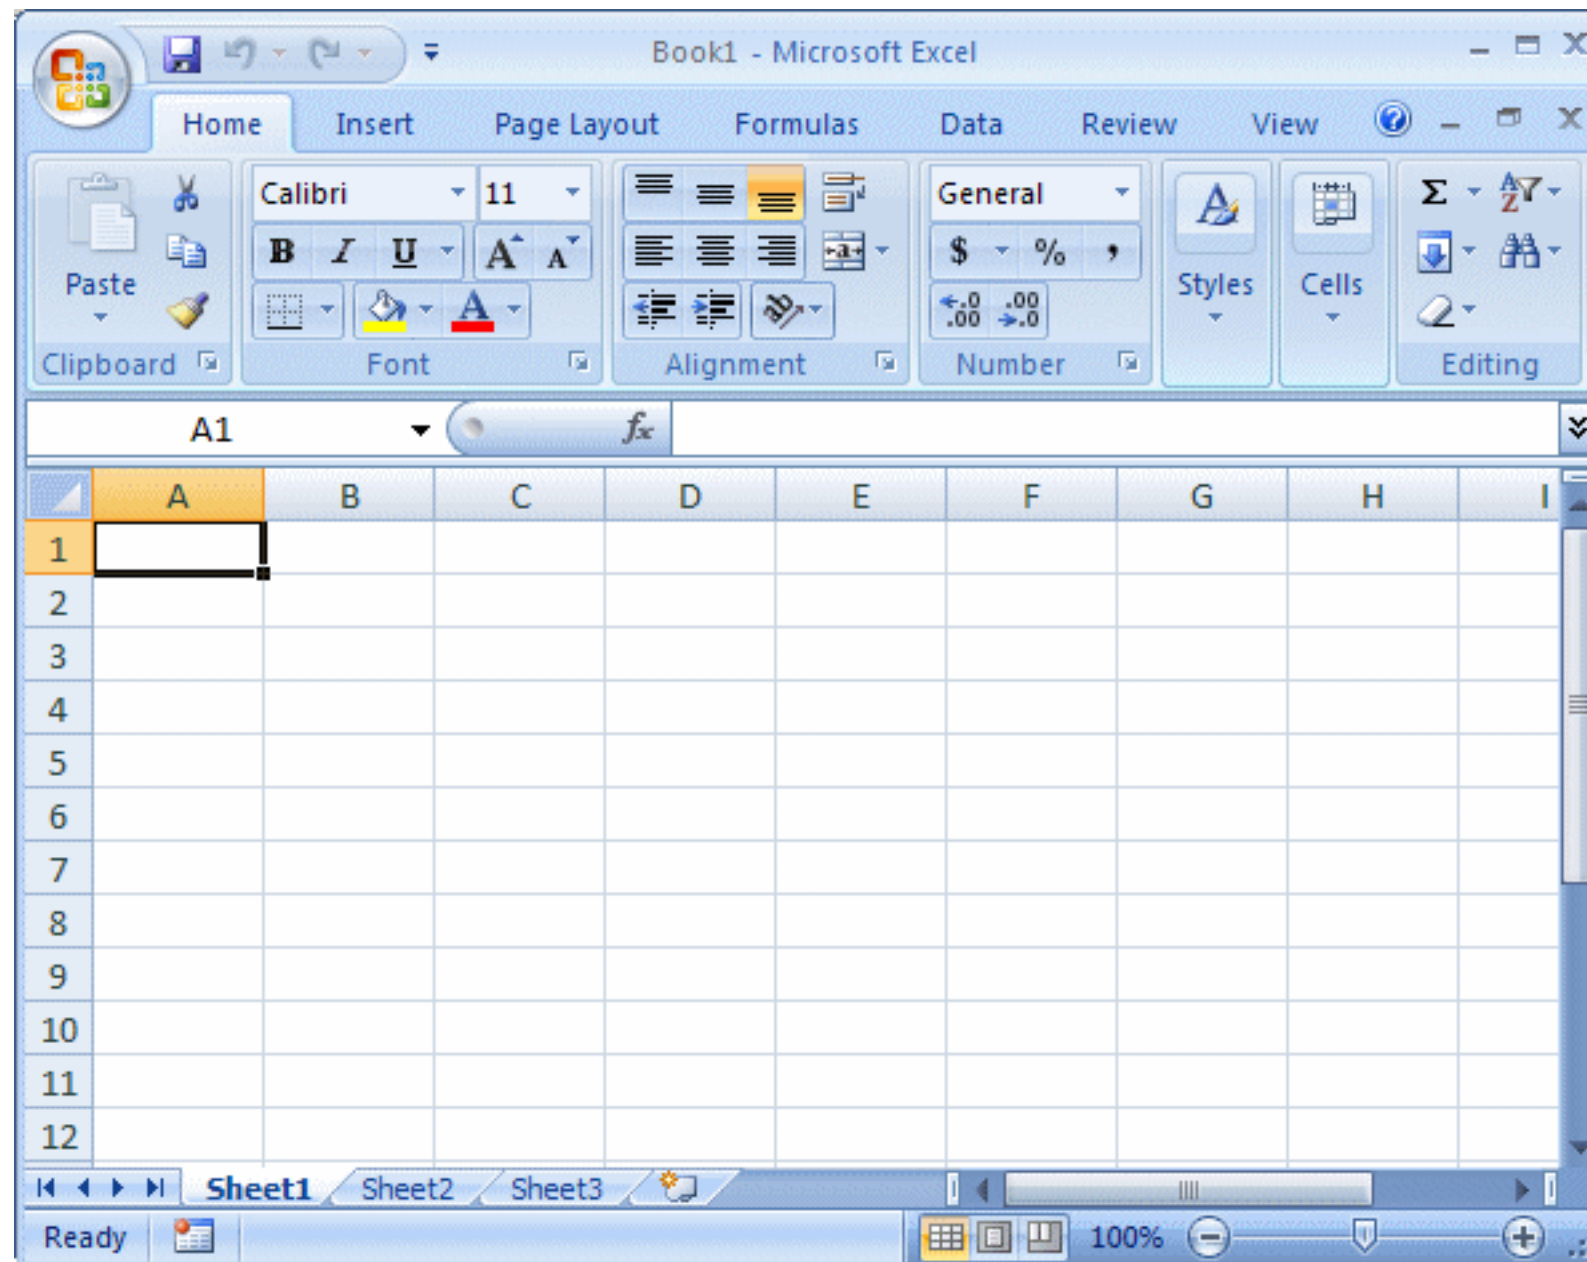 Book1 - Microsoft Excel
Home Insert Page Layout Formulas Data Review View
Calibri 11 General
B I U A A $ % ,
Paste Styles Cells
Clipboard Font Alignment Number Editing
A1 fx
A B C D E F G H I
1
2
3
4
5
6
7
8
9
10
11
12
Sheet1 Sheet2 Sheet3
Ready 100%